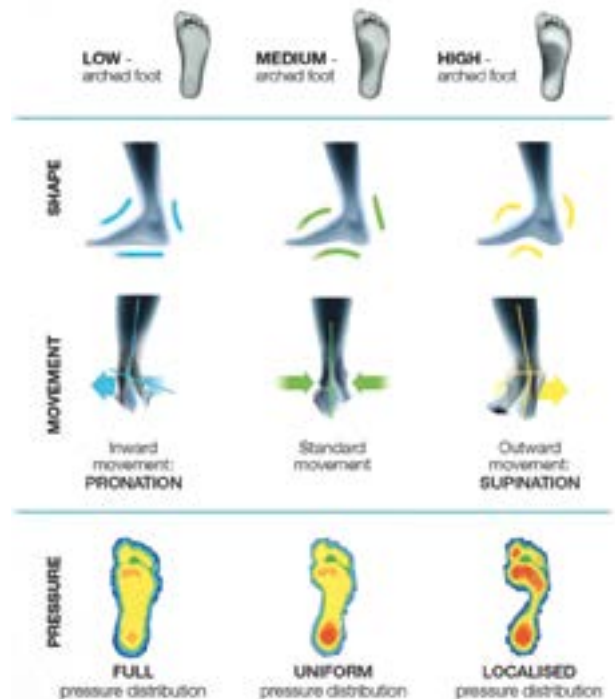 LOW -
arched foot
MEDIUM -
arched foot
HIGH -
arched foot
SHAPE
MOVEMENT
Inward
movement:
PRONATION
Standard
movement
Outward
movement:
SUPINATION
PRESSURE
FULL
pressure distribution
UNIFORM
pressure distribution
LOCALISED
pressure distribution